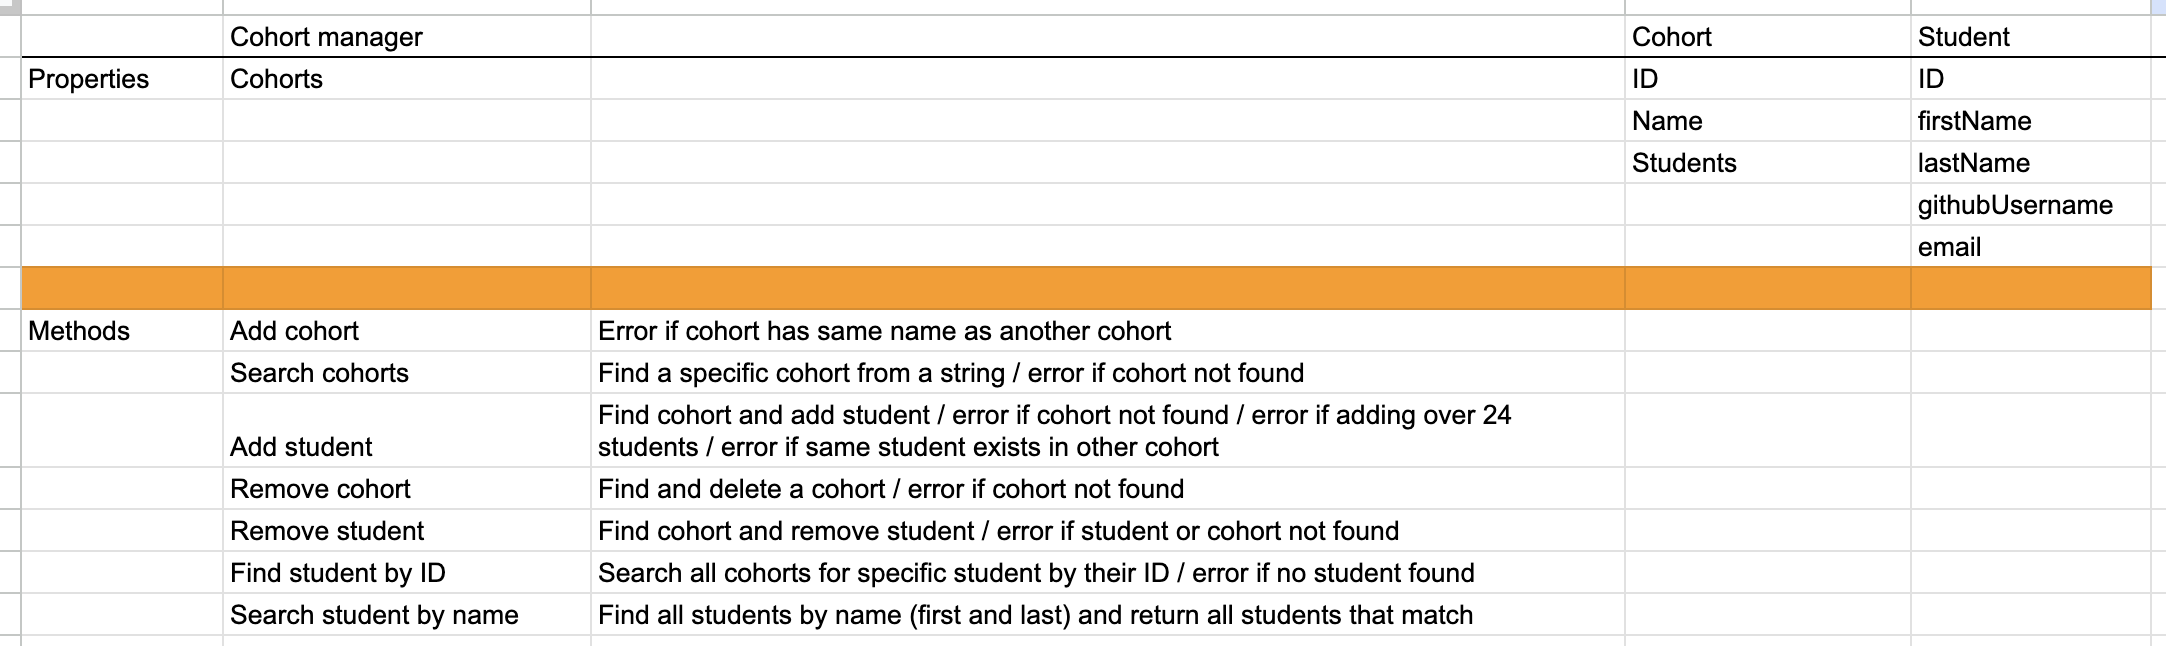 Cohort manager Cohort Student
Properties Cohorts ID ID
Name firstName
Students lastName
githubUsername
email
Methods Add cohort Error if cohort has same name as another cohort
Search cohorts Find a specific cohort from a string / error if cohort not found
Find cohort and add student / error if cohort not found / error if adding over 24
Add student students / error if same student exists in other cohort
Remove cohort Find and delete a cohort / error if cohort not found
Remove student Find cohort and remove student / error if student or cohort not found
Find student by ID Search all cohorts for specific student by their ID / error if no student found
Search student by name Find all students by name (first and last) and return all students that match